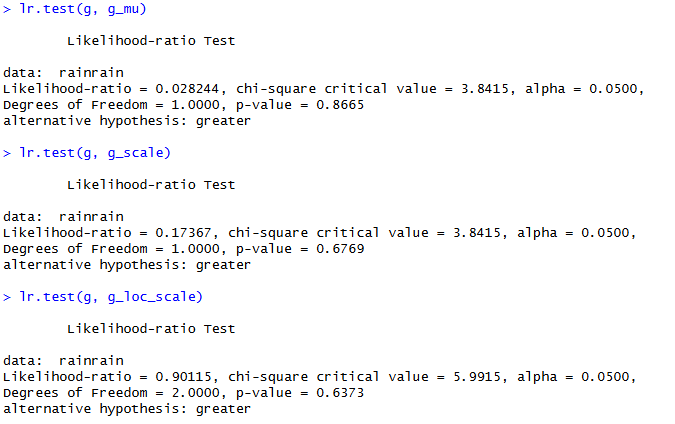 > lr.test(g, g_mu)
Likelihood-ratio Test
data:  rainrain
Likelihood-ratio = 0.028244, chi-square critical value = 3.8415, alpha = 0.0500,
Degrees of Freedom = 1.0000, p-value = 0.8665
alternative hypothesis: greater
> lr.test(g, g_scale)
Likelihood-ratio Test
data:  rainrain
Likelihood-ratio = 0.17367, chi-square critical value = 3.8415, alpha = 0.0500,
Degrees of Freedom = 1.0000, p-value = 0.6769
alternative hypothesis: greater
> lr.test(g, g_loc_scale)
Likelihood-ratio Test
data:  rainrain
Likelihood-ratio = 0.90115, chi-square critical value = 5.9915, alpha = 0.0500,
Degrees of Freedom = 2.0000, p-value = 0.6373
alternative hypothesis: greater